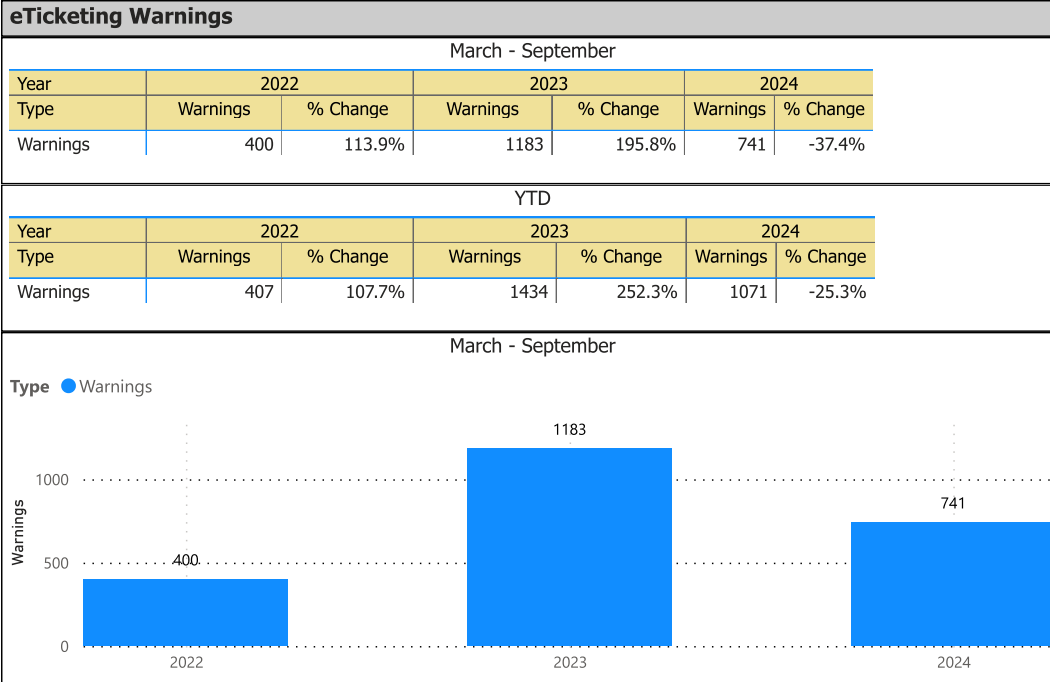 eTicketing Warnings
March - September
Year 2022 2023 2024
Type Warnings % Change Warnings % Change Warnings % Change
Warnings 400 113.9% 1183 195.8% 741 -37.4%
YTD
Year 2022 2023 2024
Type Warnings % Change Warnings % Change Warnings % Change
Warnings 407 107.7% 1434 252.3% 1071 -25.3%
March - September
Type Warnings
1183
1000
741
Warnings
500
400
0
2022 2023 2024